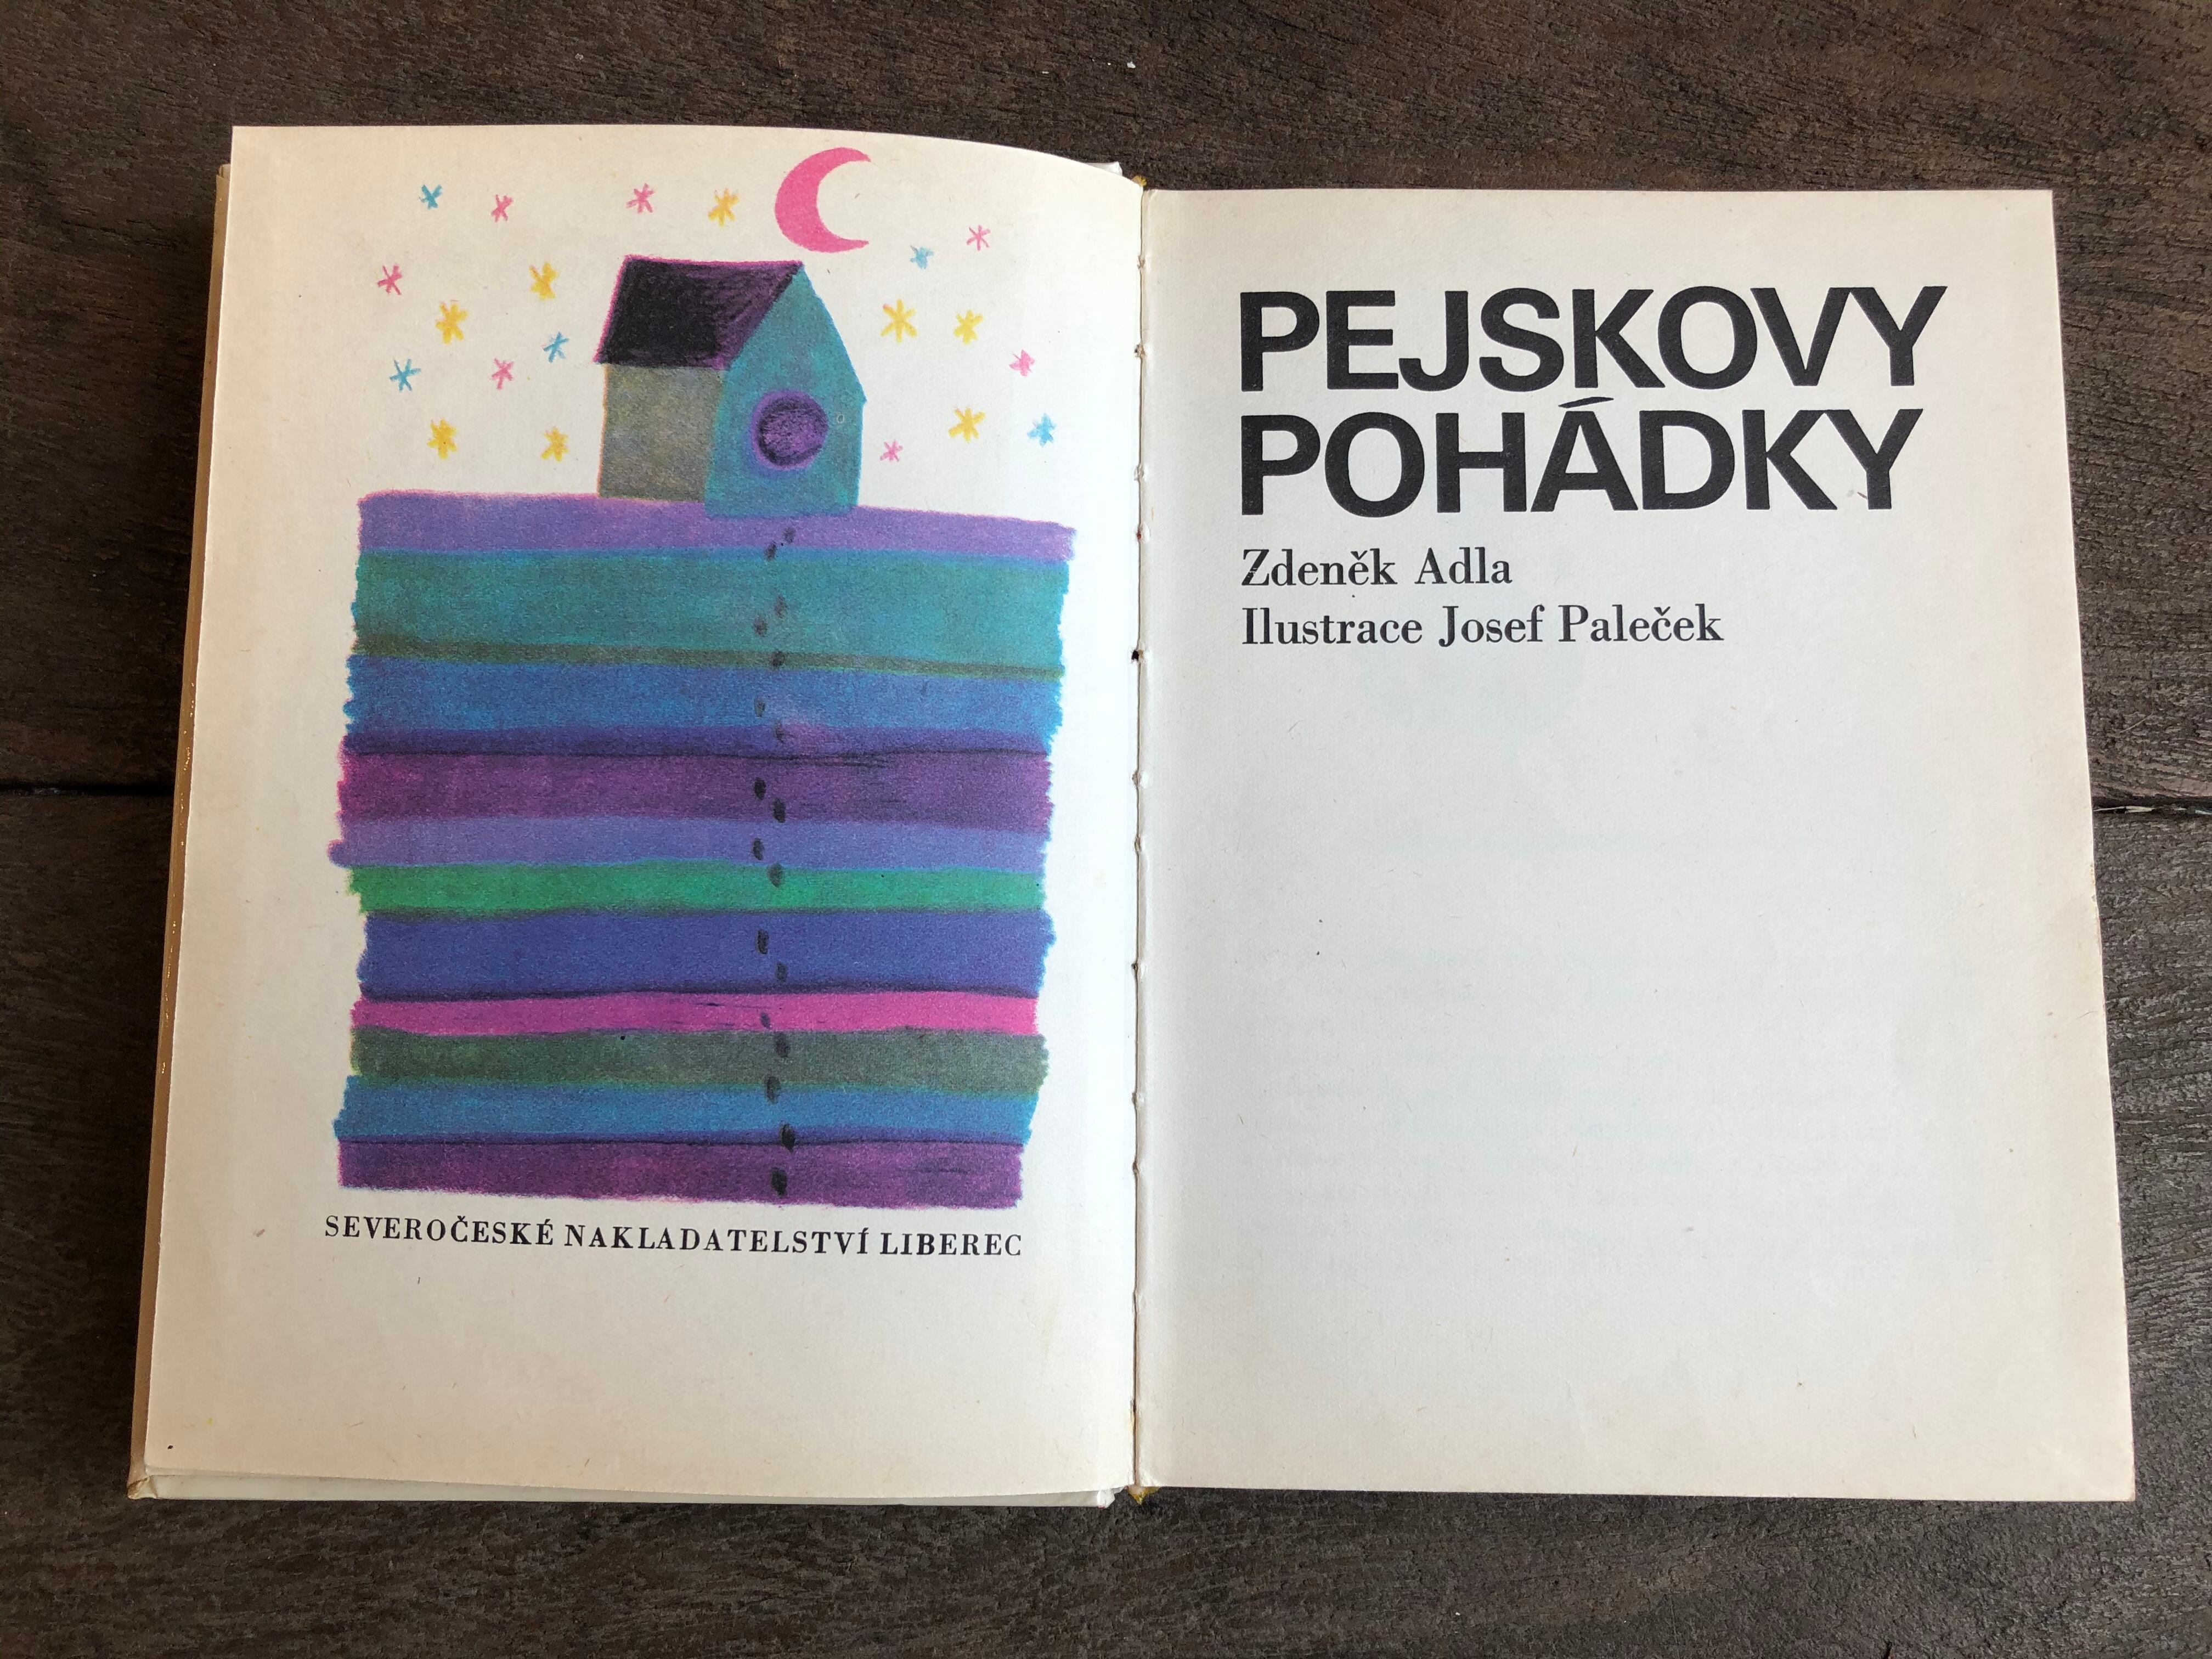 SEVEROČESKÉ NAKLADATELSTVÍ LIBEREC
PEJSKOVY
POHÁDKY
Zdeněk Adla
Ilustrace Josef Paleček